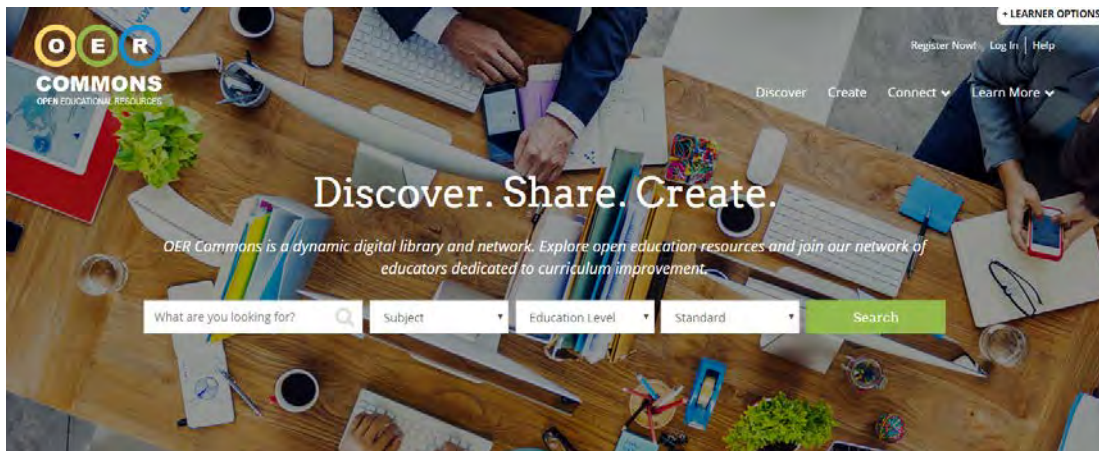 + LEARNER OPTIONS
OER
Register Now! Log In | Help
COMMONS
OPEN EDUCATIONAL RESOURCES
Discover Create Connect Learn More
Discover. Share. Create.
OER Commons is a dynamic digital library and network. Explore open education resources and join our network of
educators dedicated to curriculum improvement.
What are you looking for? Subject Education Level Standard Search